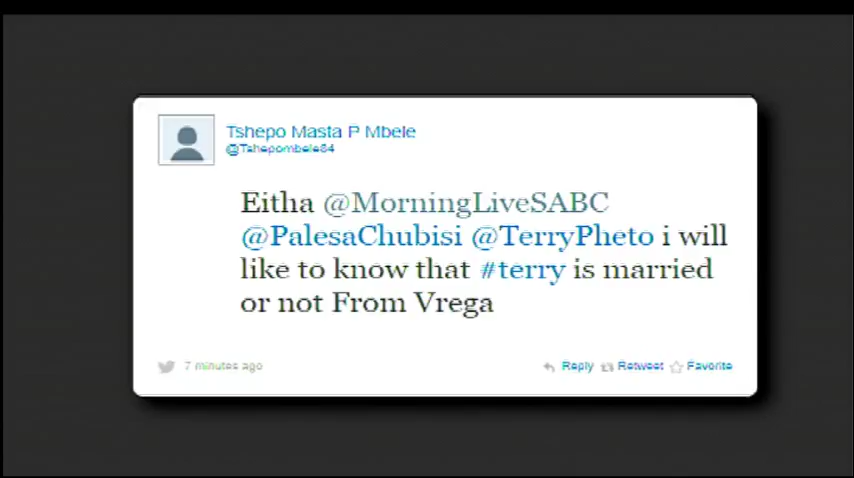 Tshepo Masta P Mbele
@Tshepombele84
Eitha @MorningLiveSABC
@PalesaChubisi @TerryPheto i will
like to know that #terry is married
or not From Vrega
7 minutes ago
Reply Retweet Favorite